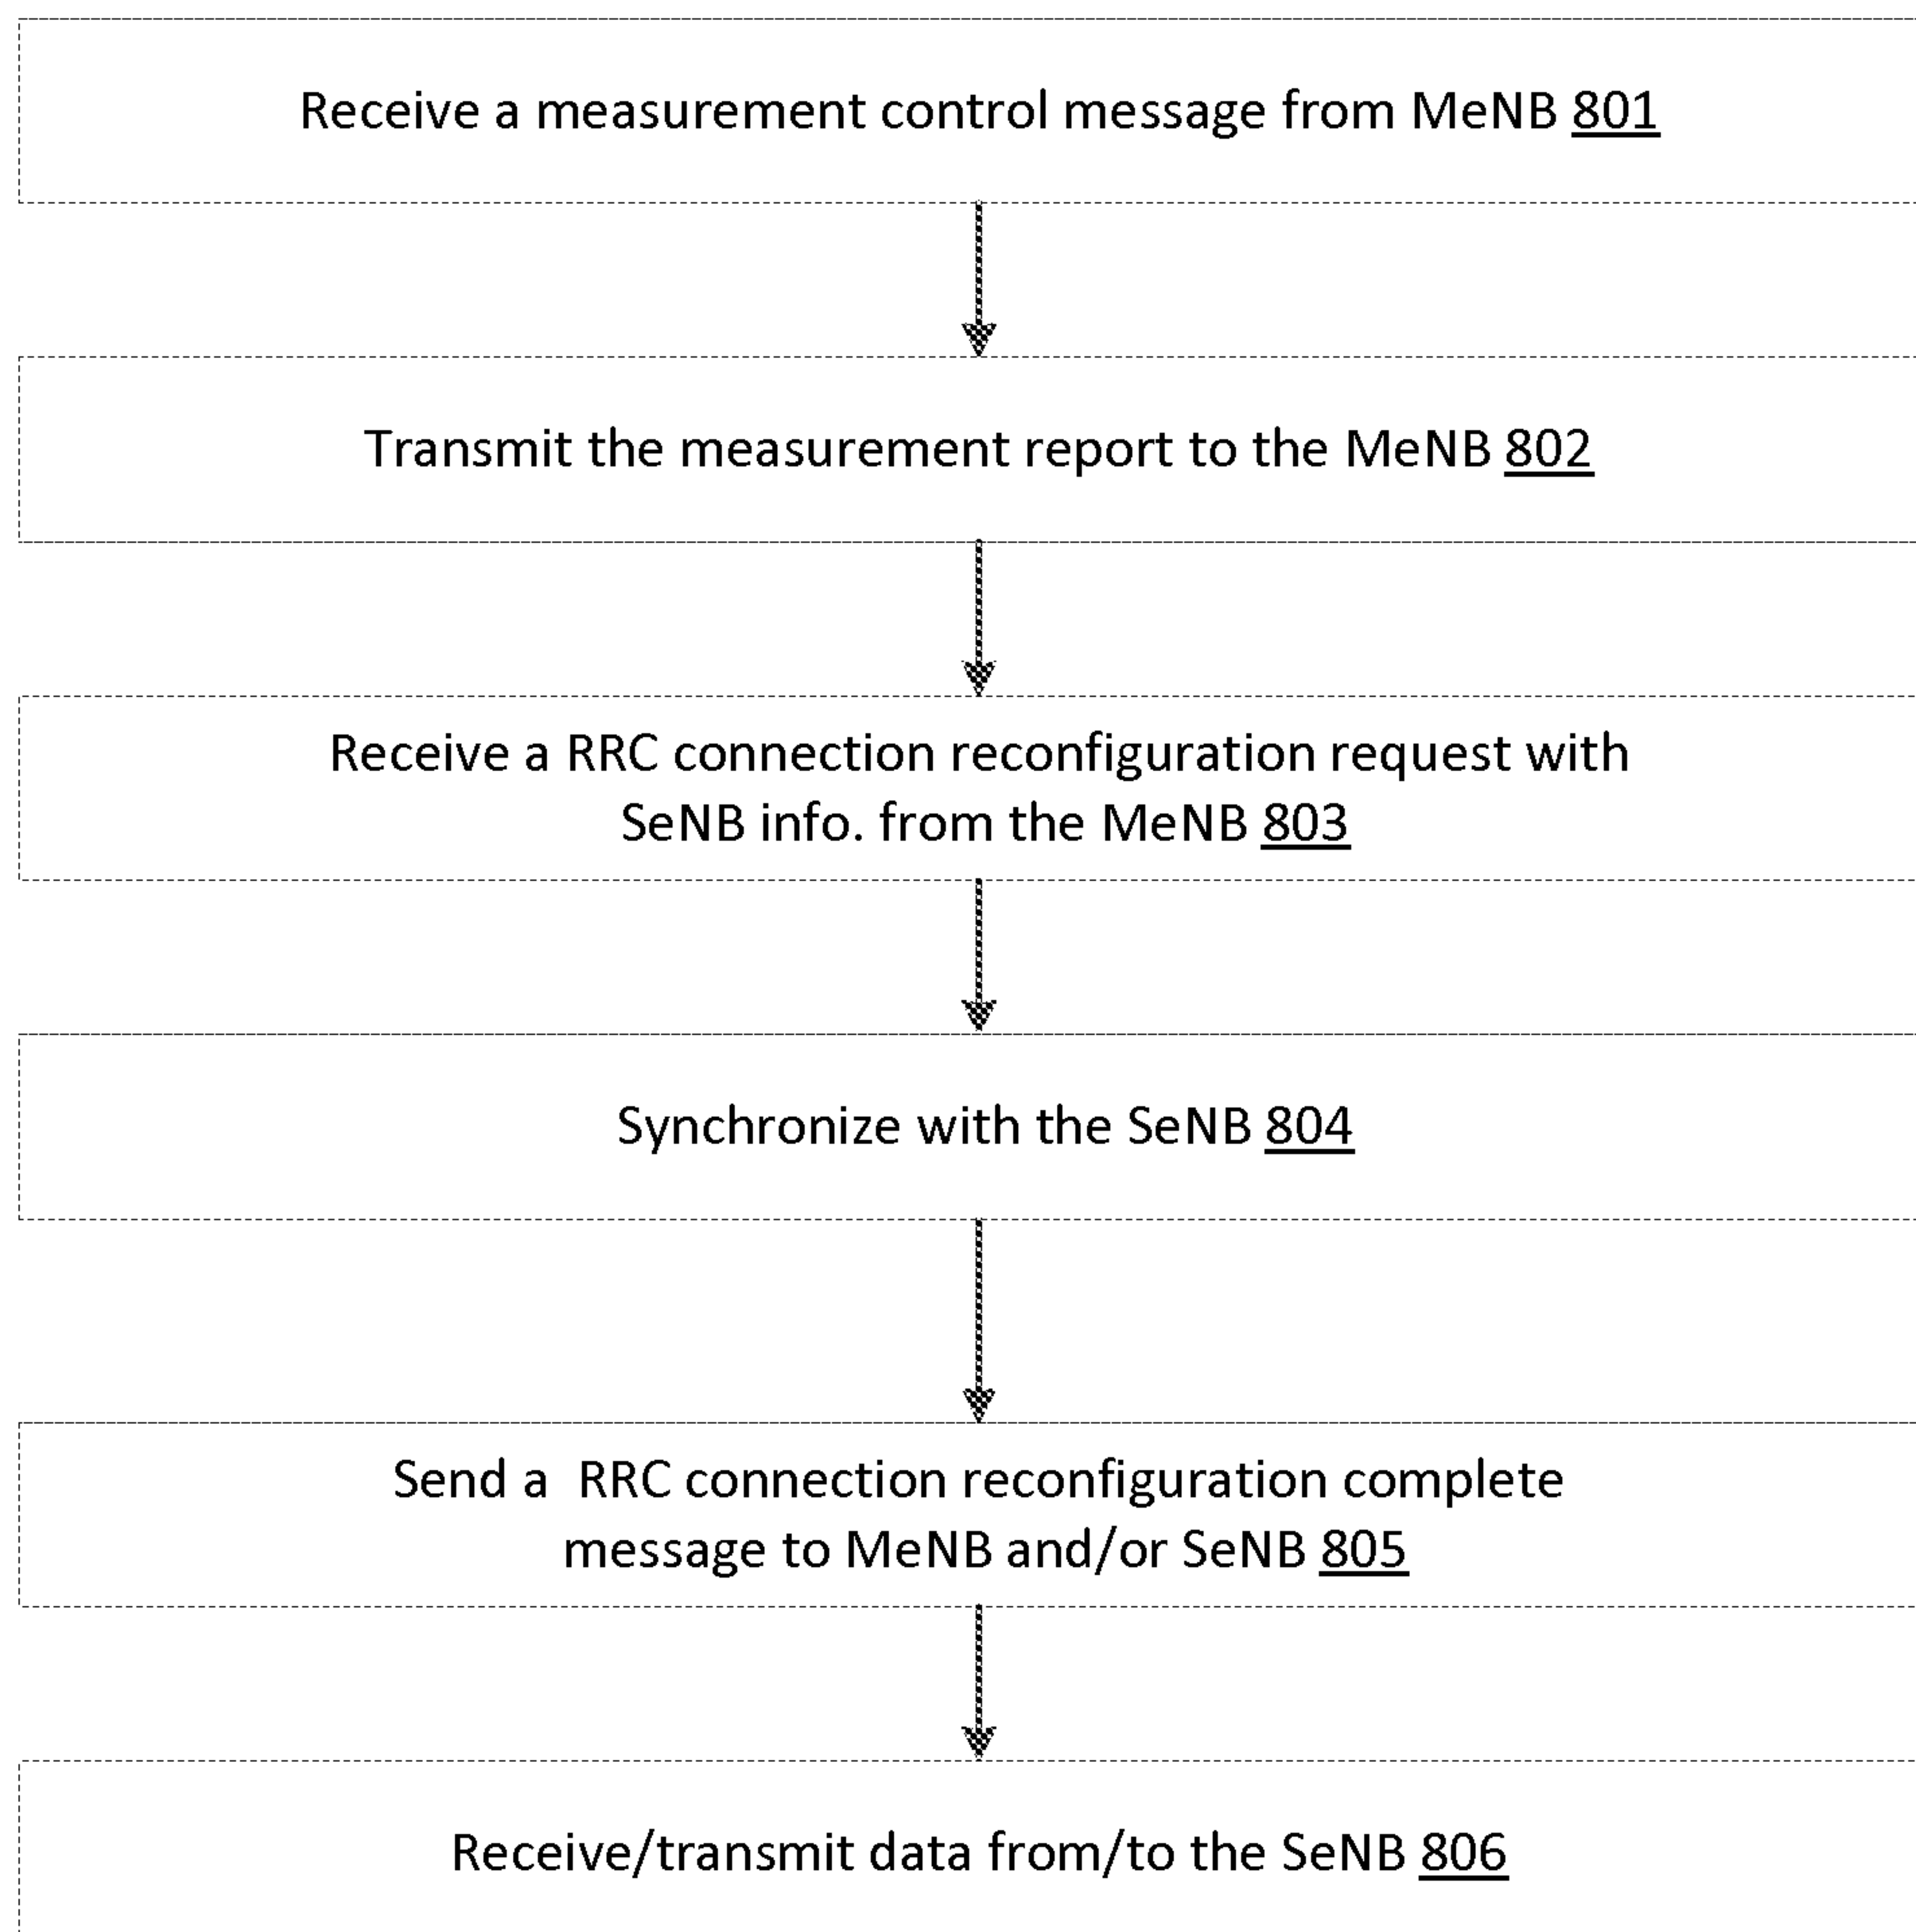 Receive a measurement control message from MeNB 801
Transmit the measurement report to the MeNB 802
Receive a RRC connection reconfiguration request with
SeNB info. from the MeNB 803
Synchronize with the SeNB 804
Send a  RRC connection reconfiguration complete
message to MeNB and/or SeNB 805
Receive/transmit data from/to the SeNB 806